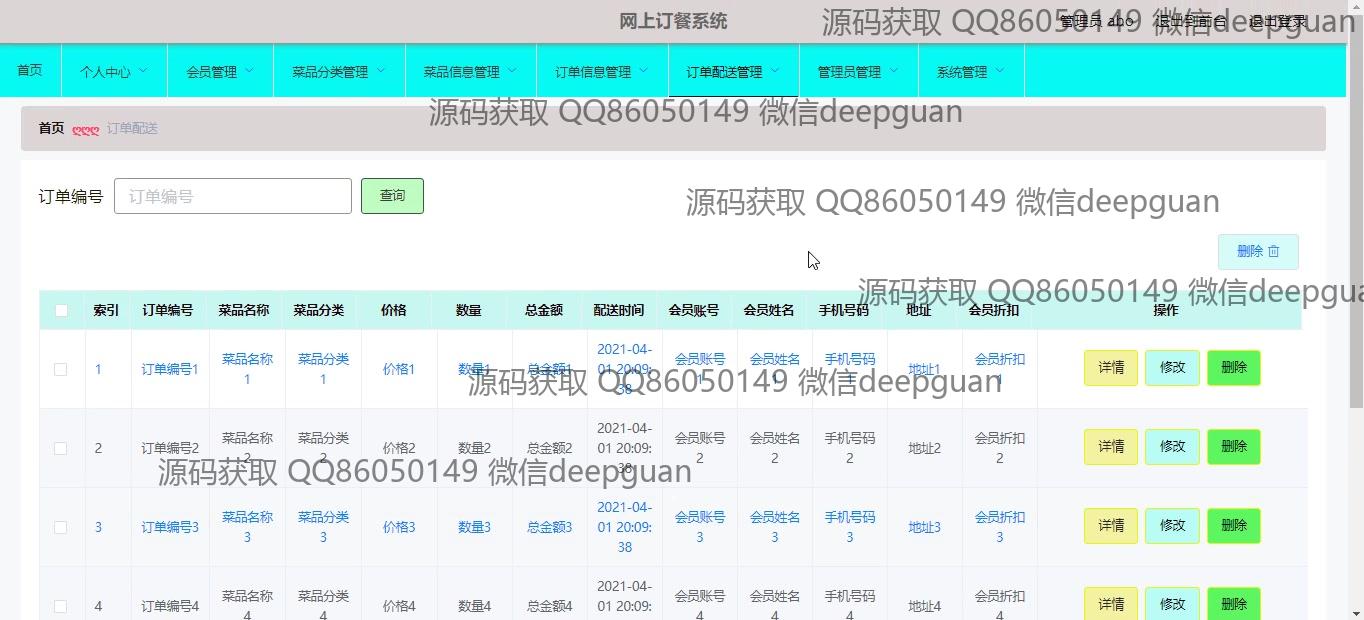 网上订餐系统
管理员 abo 退出到前台 退出登录
源码获取 QQ86050149 微信deepguan
首页 个人中心 会员管理 菜品分类管理 菜品信息管理 订单信息管理 订单配送管理 管理员管理 系统管理
源码获取 QQ86050149 微信deepguan
首页 ღღღ 订单配送
订单编号 订单编号 查询
源码获取 QQ86050149 微信deepguan
删除
源码获取 QQ86050149 微信deepgua
索引 订单编号 菜品名称 菜品分类 价格 数量 总金额 配送时间 会员账号 会员姓名 手机号码 地址 会员折扣 操作
1 订单编号1 菜品名称1 菜品分类1 价格1 数量1 总金额1 2021-04-01 20:09:38 会员账号1 会员姓名1 手机号码1 地址1 会员折扣1 详情 修改 删除
源码获取 QQ86050149 微信deepguan
2 订单编号2 菜品名称2 菜品分类2 价格2 数量2 总金额2 2021-04-01 20:09:38 会员账号2 会员姓名2 手机号码2 地址2 会员折扣2 详情 修改 删除
源码获取 QQ86050149 微信deepguan
3 订单编号3 菜品名称3 菜品分类3 价格3 数量3 总金额3 2021-04-01 20:09:38 会员账号3 会员姓名3 手机号码3 地址3 会员折扣3 详情 修改 删除
4 订单编号4 菜品名称4 菜品分类4 价格4 数量4 总金额4 2021-04-01 20:09: 会员账号4 会员姓名4 手机号码4 地址4 会员折扣4 详情 修改 删除